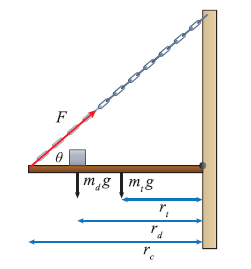 F
θ
m_d g m_t g
r_t
r_d
r_c